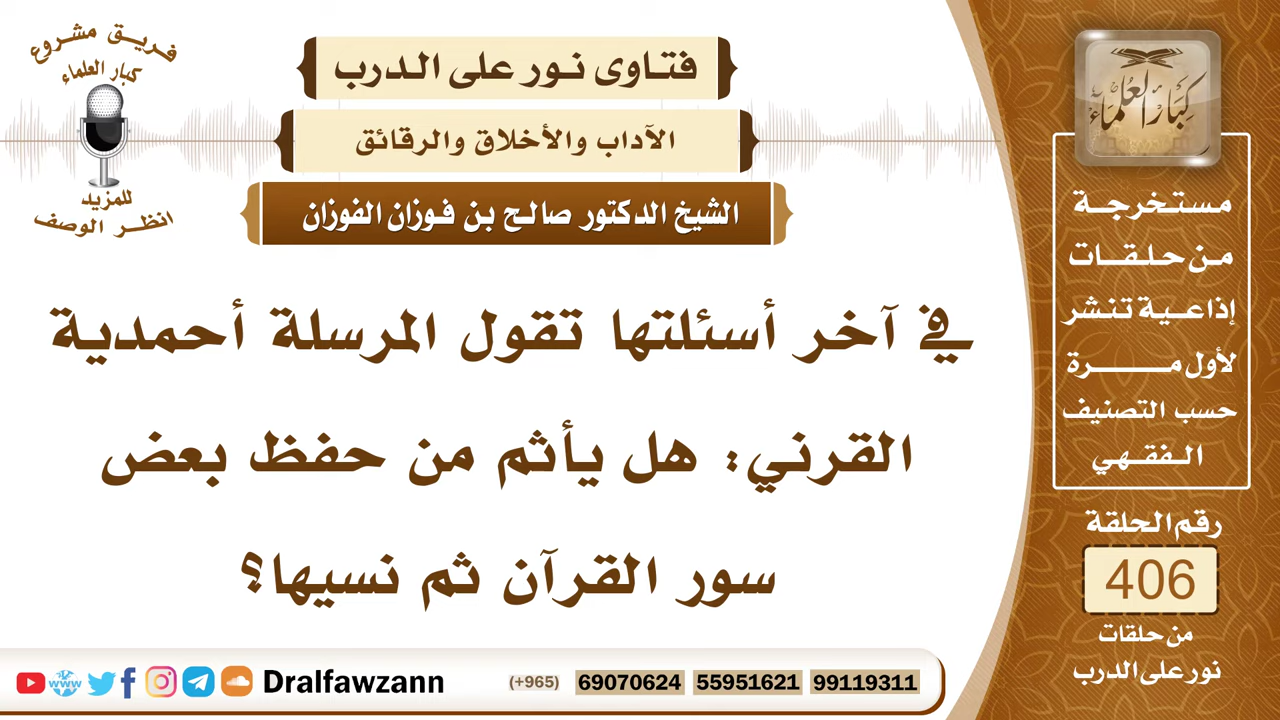 فريق مشروع
كبار العلماء
للمزيد
انظر الوصف
فتاوى نور على الدرب
الآداب والأخلاق والرقائق
الشيخ الدكتور صالح بن فوزان الفوزان
في آخر أسئلتها تقول المرسلة أحمدية
القرني: هل يأثم من حفظ بعض
سور القرآن ثم نسيها؟
كبار العلماء
مستخرجة
من حلقات
إذاعية تنشر
لأول مرة
حسب التصنيف
الفقهي
رقم الحلقة
406
من حلقات
نور على الدرب
www Dralfawzann (+965) 69070624 55951621 99119311